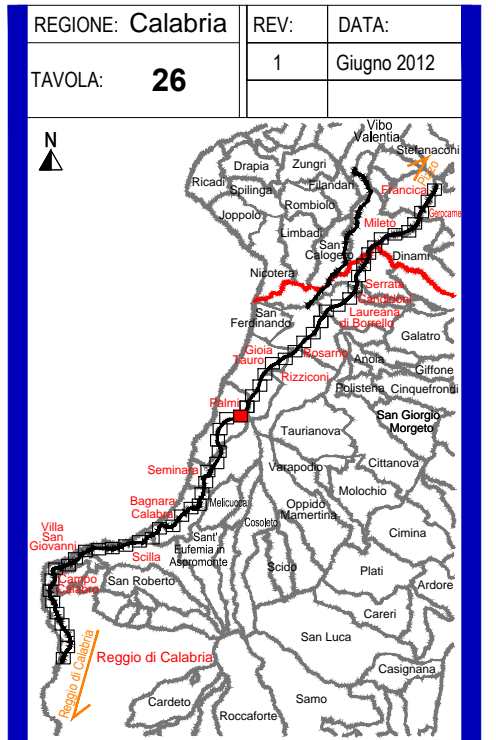 REGIONE: Calabria
REV:
DATA:
TAVOLA: 26
1
Giugno 2012
N
Vibo
Valentia
Stefanaconi
Pizzo
Drapia
Zungri
Filandari
Francica
Ricadi
Spilinga
Rombiolo
Gerocarne
Joppolo
Mileto
Limbadi
San
Calogero
Dinami
Nicotera
Serrata
Candidoni
San
Ferdinando
Laureana
di Borrello
Galatro
Gioia
Tauro
Rosarno
Anoia
Giffone
Rizziconi
Polistena
Cinquefrondi
Palmi
San Giorgio
Morgeto
Taurianova
Seminara
Varapodio
Cittanova
Molochio
Bagnara
Calabra
Melicuccà
Oppido
Mamertina
Cosoleto
Villa
San
Giovanni
Sant'
Eufemia in
Aspromonte
Cimina
Scilla
Scido
Plati
Campo
Calabro
San Roberto
Ardore
Careri
San Luca
Reggio di Calabria
Reggio di Calabria
Casignana
Cardeto
Samo
Roccaforte